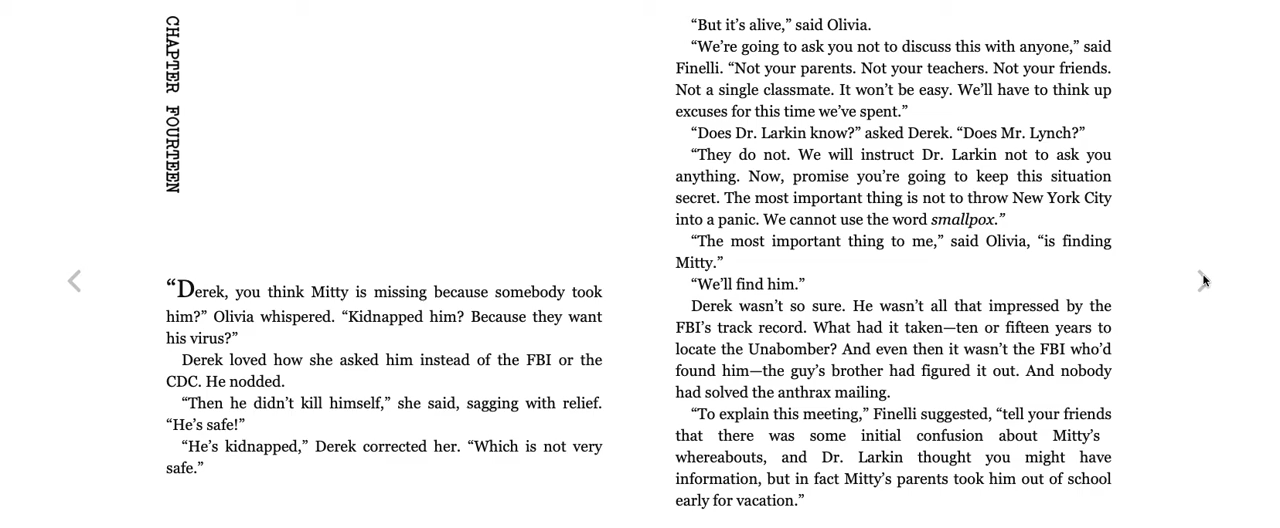 CHAPTER FOURTEEN
“Derek, you think Mitty is missing because somebody took
him?” Olivia whispered. “Kidnapped him? Because they want
his virus?”
Derek loved how she asked him instead of the FBI or the
CDC. He nodded.
“Then he didn’t kill himself,” she said, sagging with relief.
“He’s safe!”
“He’s kidnapped,” Derek corrected her. “Which is not very
safe.”
“But it’s alive,” said Olivia.
“We’re going to ask you not to discuss this with anyone,” said
Finelli. “Not your parents. Not your teachers. Not your friends.
Not a single classmate. It won’t be easy. We’ll have to think up
excuses for this time we’ve spent.”
“Does Dr. Larkin know?” asked Derek. “Does Mr. Lynch?”
“They do not. We will instruct Dr. Larkin not to ask you
anything. Now, promise you’re going to keep this situation
secret. The most important thing is not to throw New York City
into a panic. We cannot use the word smallpox.”
“The most important thing to me,” said Olivia, “is finding
Mitty.”
“We’ll find him.”
Derek wasn’t so sure. He wasn’t all that impressed by the
FBI’s track record. What had it taken—ten or fifteen years to
locate the Unabomber? And even then it wasn’t the FBI who’d
found him—the guy’s brother had figured it out. And nobody
had solved the anthrax mailing.
“To explain this meeting,” Finelli suggested, “tell your friends
that there was some initial confusion about Mitty’s
whereabouts, and Dr. Larkin thought you might have
information, but in fact Mitty’s parents took him out of school
early for vacation.”